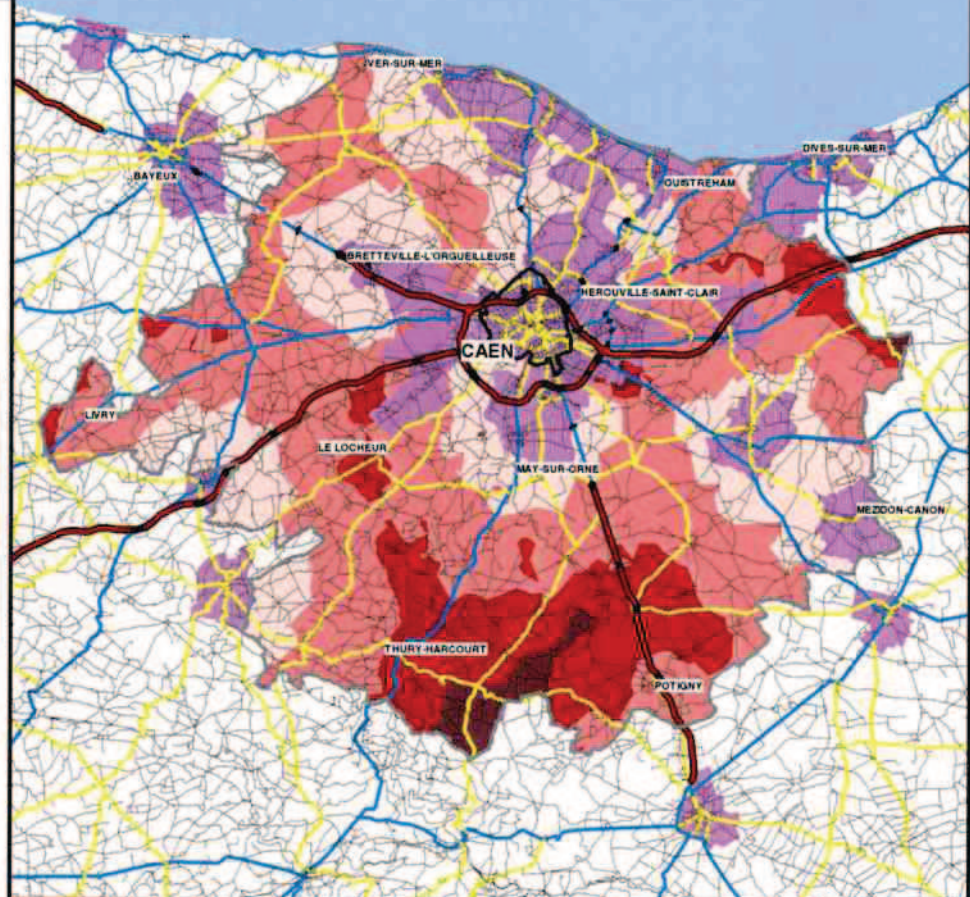 VER-SUR-MER
DIVES-SUR-MER
BAYEUX
OUISTREHAM
BRETTEVILLE-L'ORGUEILLEUSE
HEROUVILLE-SAINT-CLAIR
CAEN
LIVRY
LE LOCHEUR
MAY-SUR-ORNE
MEZIDON-CANON
THURY-HARCOURT
POTIGNY